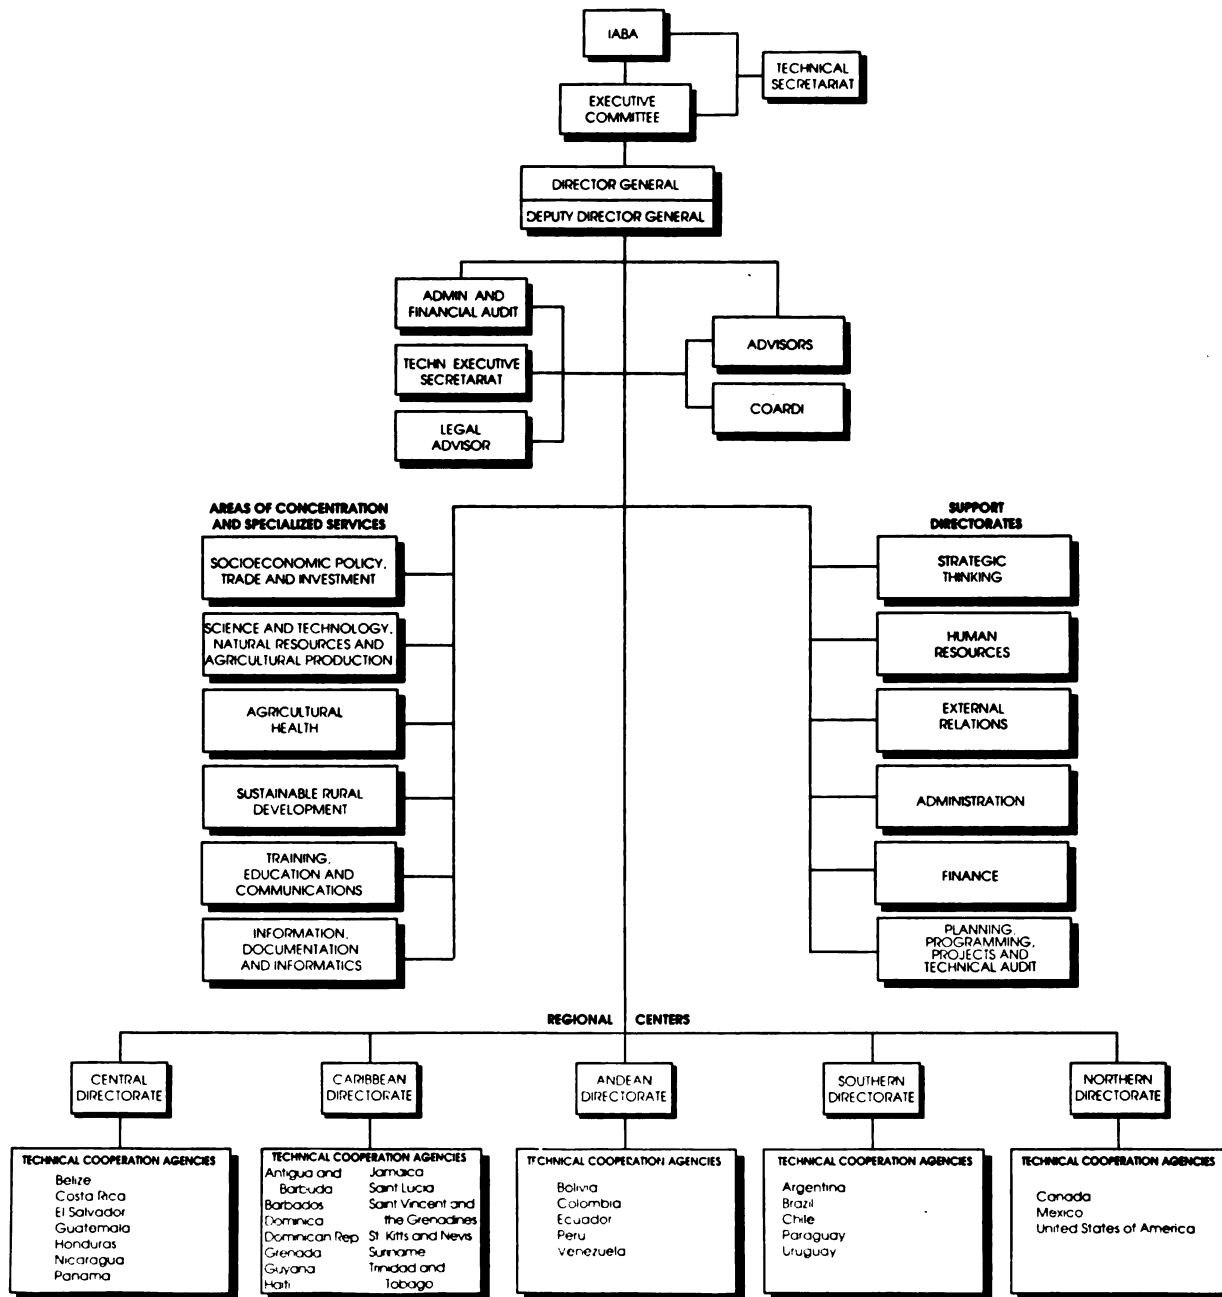 IABA
TECHNICAL
SECRETARIAT
EXECUTIVE
COMMITTEE
DIRECTOR GENERAL
DEPUTY DIRECTOR GENERAL
ADMIN AND
FINANCIAL AUDIT
TECHN EXECUTIVE
SECRETARIAT
LEGAL
ADVISOR
ADVISORS
COARDI
AREAS OF CONCENTRATION
AND SPECIALIZED SERVICES
SOCIOECONOMIC POLICY,
TRADE AND INVESTMENT
SCIENCE AND TECHNOLOGY,
NATURAL RESOURCES AND
AGRICULTURAL PRODUCTION
AGRICULTURAL
HEALTH
SUSTAINABLE RURAL
DEVELOPMENT
TRAINING,
EDUCATION AND
COMMUNICATIONS
INFORMATION,
DOCUMENTATION
AND INFORMATICS
SUPPORT
DIRECTORATES
STRATEGIC
THINKING
HUMAN
RESOURCES
EXTERNAL
RELATIONS
ADMINISTRATION
FINANCE
PLANNING,
PROGRAMMING,
PROJECTS AND
TECHNICAL AUDIT
REGIONAL CENTERS
CENTRAL
DIRECTORATE
TECHNICAL COOPERATION AGENCIES
Belize
Costa Rica
El Salvador
Guatemala
Honduras
Nicaragua
Panama
CARIBBEAN
DIRECTORATE
TECHNICAL COOPERATION AGENCIES
Antigua and
Barbuda
Barbados
Dominica
Dominican Rep
Grenada
Guyana
Haiti
Jamaica
Saint Lucia
Saint Vincent and
the Grenadines
St Kitts and Nevis
Suriname
Trinidad and
Tobago
ANDEAN
DIRECTORATE
TECHNICAL COOPERATION AGENCIES
Bolivia
Colombia
Ecuador
Peru
Venezuela
SOUTHERN
DIRECTORATE
TECHNICAL COOPERATION AGENCIES
Argentina
Brazil
Chile
Paraguay
Uruguay
NORTHERN
DIRECTORATE
TECHNICAL COOPERATION AGENCIES
Canada
Mexico
United States of America